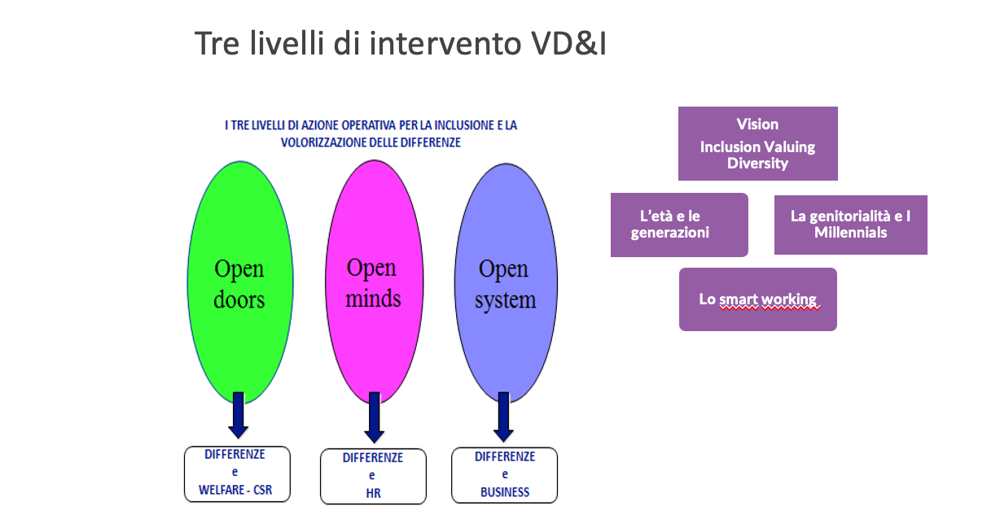 Tre livelli di intervento VD&I
I TRE LIVELLI DI AZIONE OPERATIVA PER LA INCLUSIONE E LA
VOLORIZZAZIONE DELLE DIFFERENZE
Open
doors
Open
minds
Open
system
DIFFERENZE
e
WELFARE - CSR
DIFFERENZE
e
HR
DIFFERENZE
e
BUSINESS
Vision
Inclusion Valuing
Diversity
L’età e le
generazioni
La genitorialità e I
Millennials
Lo smart working